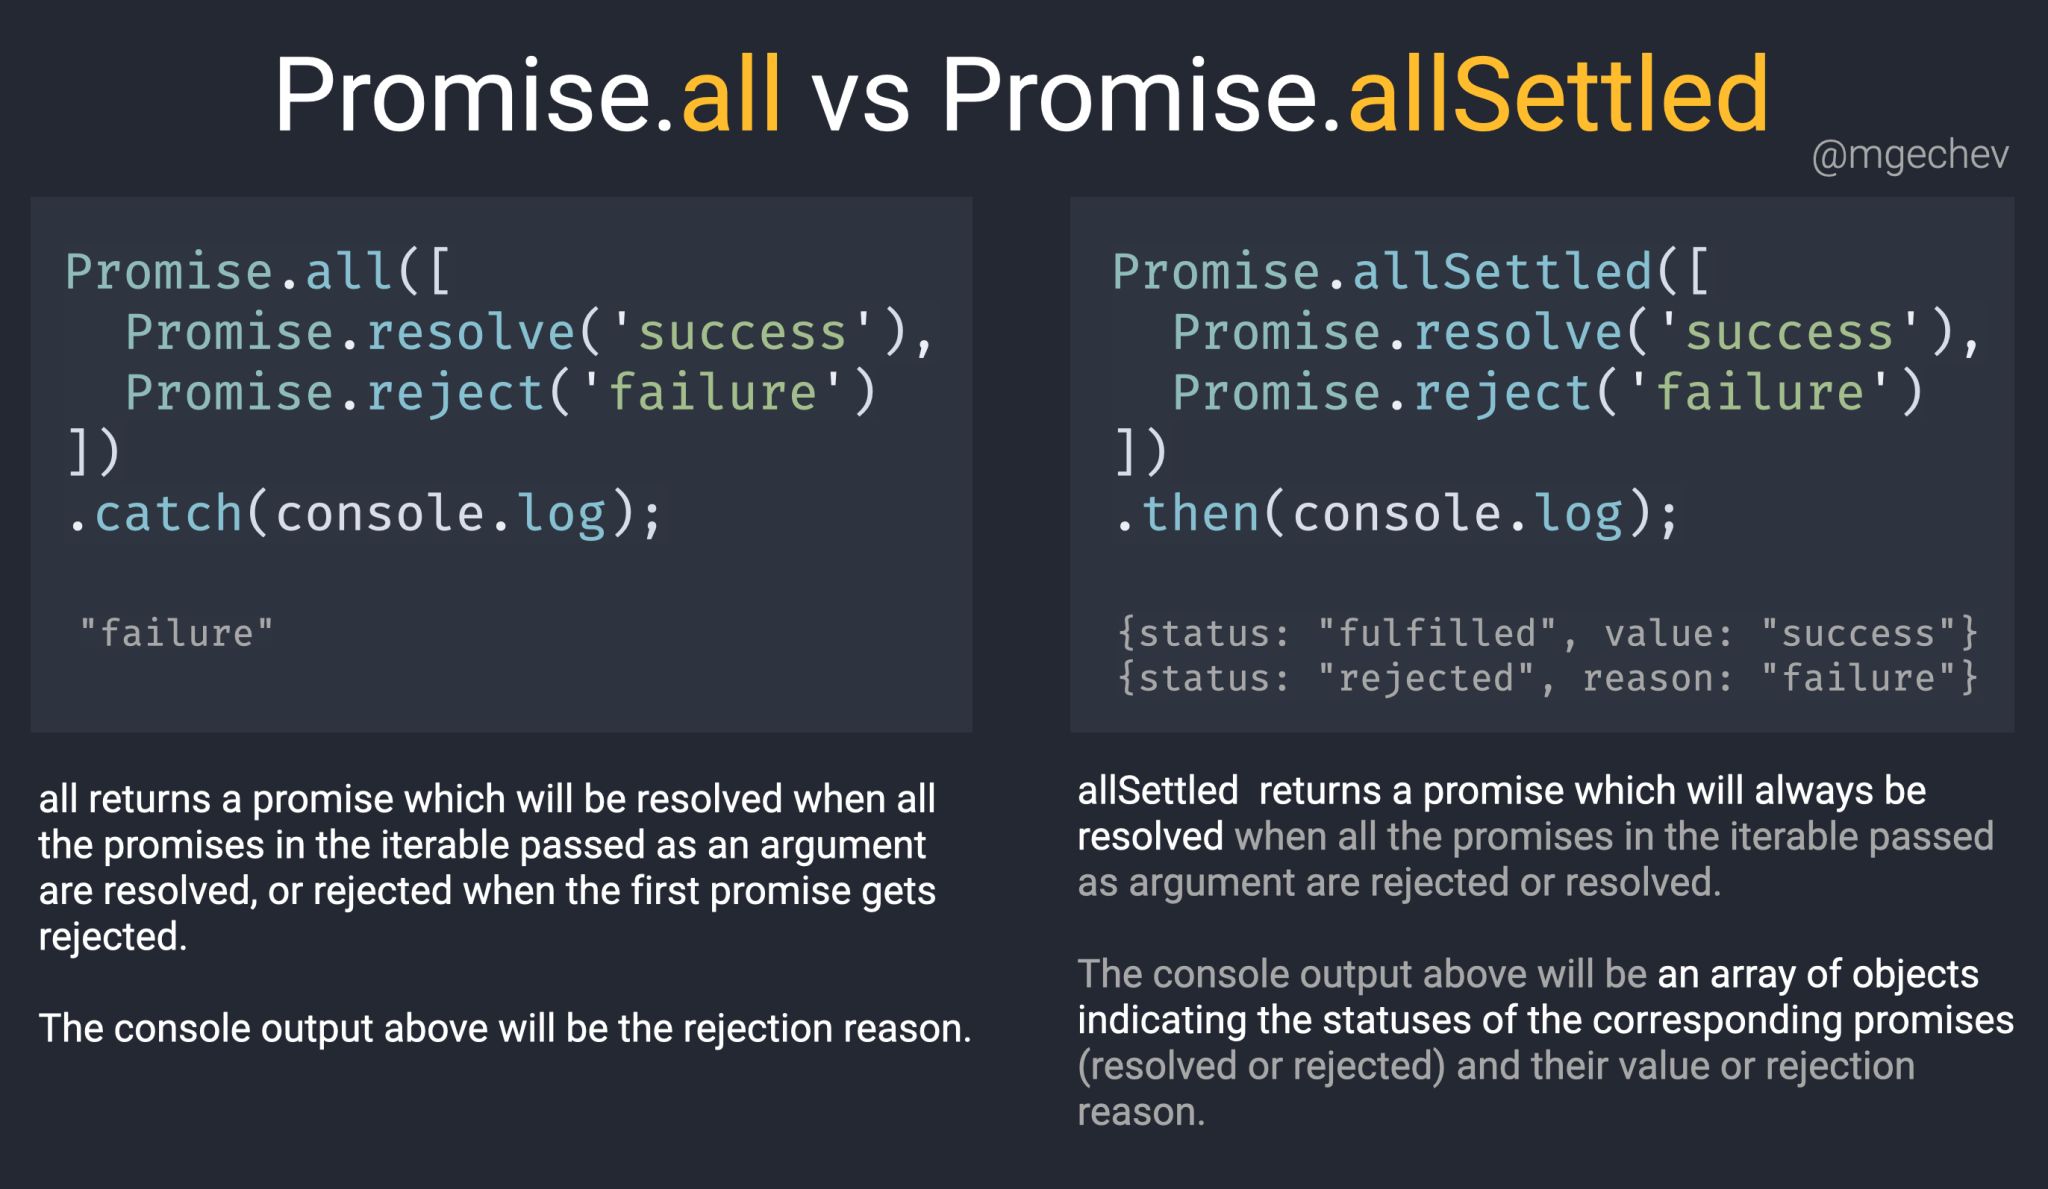 Promise.all vs Promise.allSettled
@mgechev
Promise.all([
  Promise.resolve('success'),
  Promise.reject('failure')
])
.catch(console.log);
"failure"
all returns a promise which will be resolved when all
the promises in the iterable passed as an argument
are resolved, or rejected when the first promise gets
rejected.
The console output above will be the rejection reason.
Promise.allSettled([
  Promise.resolve('success'),
  Promise.reject('failure')
])
.then(console.log);
{status: "fulfilled", value: "success"}
{status: "rejected", reason: "failure"}
allSettled  returns a promise which will always be
resolved when all the promises in the iterable passed
as argument are rejected or resolved.
The console output above will be an array of objects
indicating the statuses of the corresponding promises
(resolved or rejected) and their value or rejection
reason.